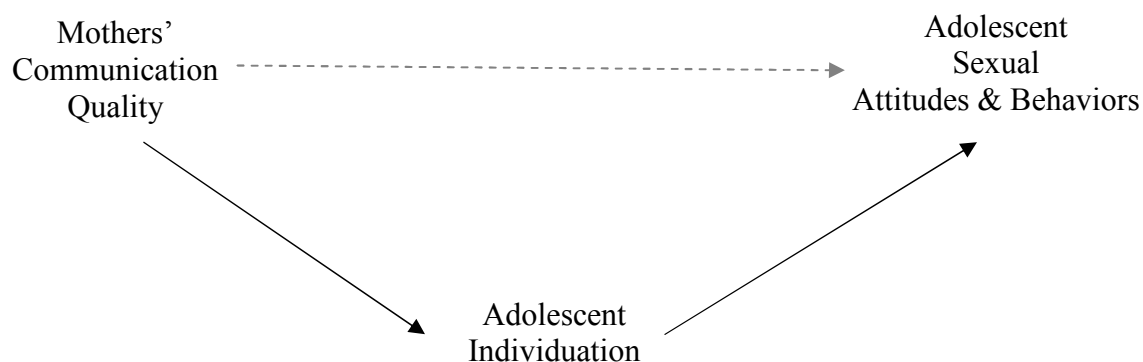 Mothers'
Communication
Quality
Adolescent
Sexual
Attitudes & Behaviors
Adolescent
Individuation